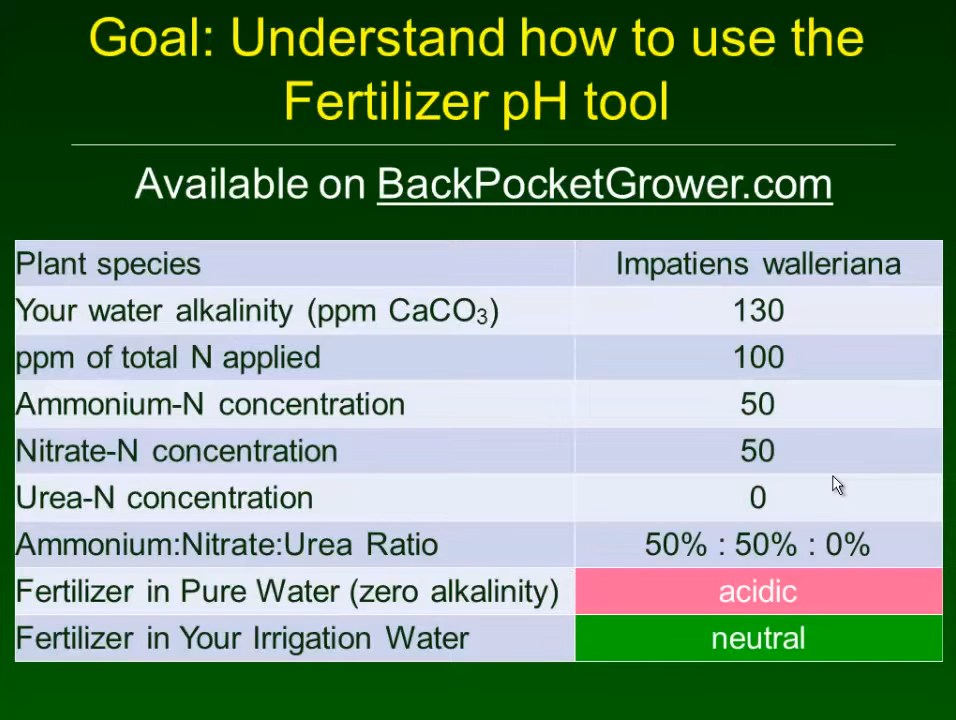 Goal: Understand how to use the
Fertilizer pH tool
Available on BackPocketGrower.com
Plant species Impatiens walleriana
Your water alkalinity (ppm CaCO₃) 130
ppm of total N applied 100
Ammonium-N concentration 50
Nitrate-N concentration 50
Urea-N concentration 0
Ammonium:Nitrate:Urea Ratio 50% : 50% : 0%
Fertilizer in Pure Water (zero alkalinity) acidic
Fertilizer in Your Irrigation Water neutral